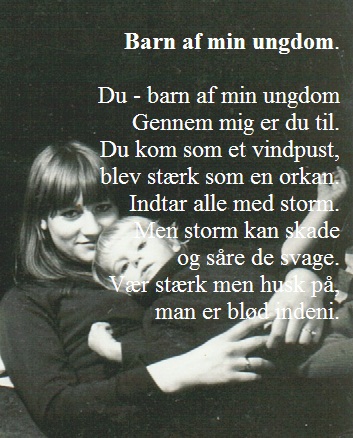 Barn af min ungdom.
Du - barn af min ungdom
Gennem mig er du til.
Du kom som et vindpust,
blev stærk som en orkan.
Indtar alle med storm.
Men storm kan skade
og såre de svage.
Vær stærk men husk på,
man er blød indeni.